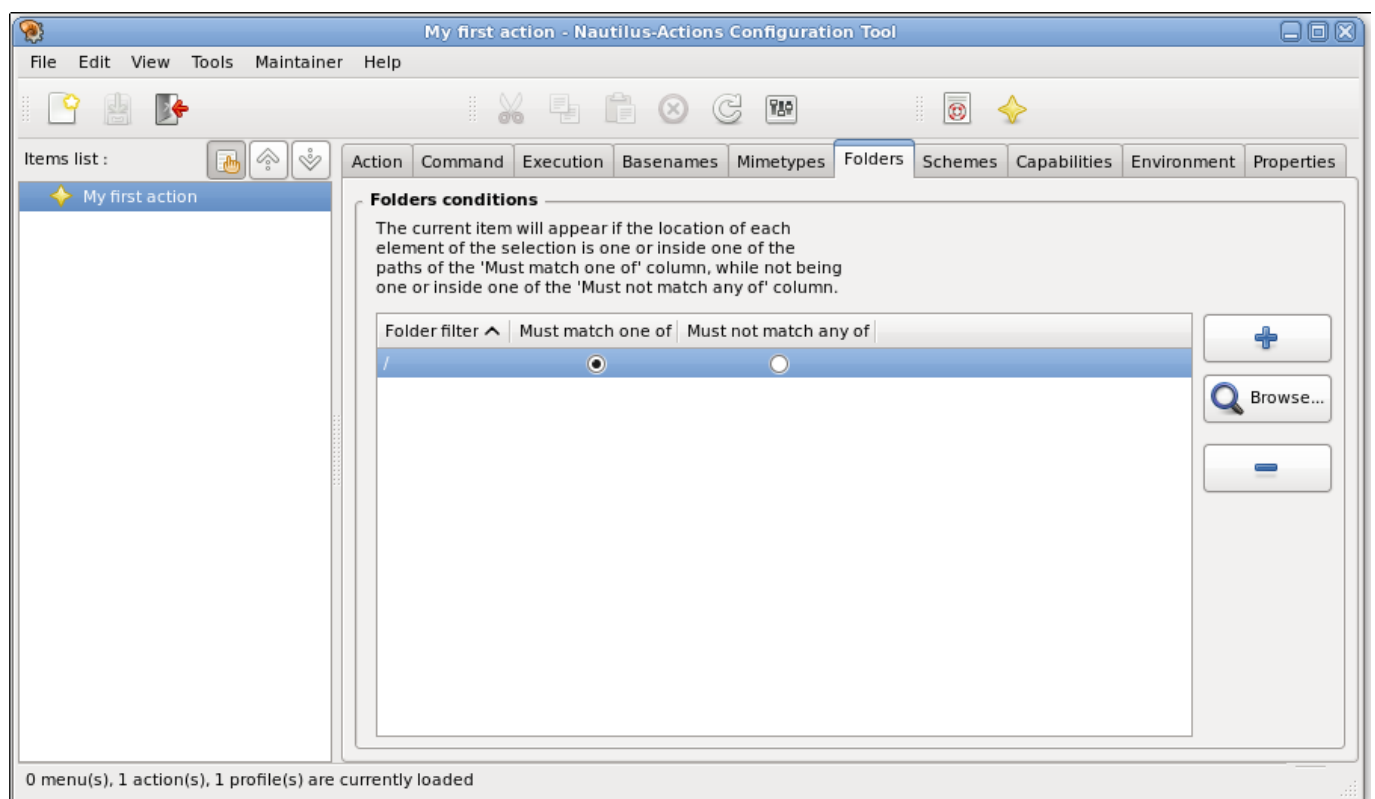 My first action - Nautilus-Actions Configuration Tool
File Edit View Tools Maintainer Help
Items list :
Action Command Execution Basenames Mimetypes Folders Schemes Capabilities Environment Properties
My first action
Folders conditions
The current item will appear if the location of each
element of the selection is one or inside one of the
paths of the 'Must match one of' column, while not being
one or inside one of the 'Must not match any of' column.
Folder filter Must match one of Must not match any of
/
Browse...
0 menu(s), 1 action(s), 1 profile(s) are currently loaded